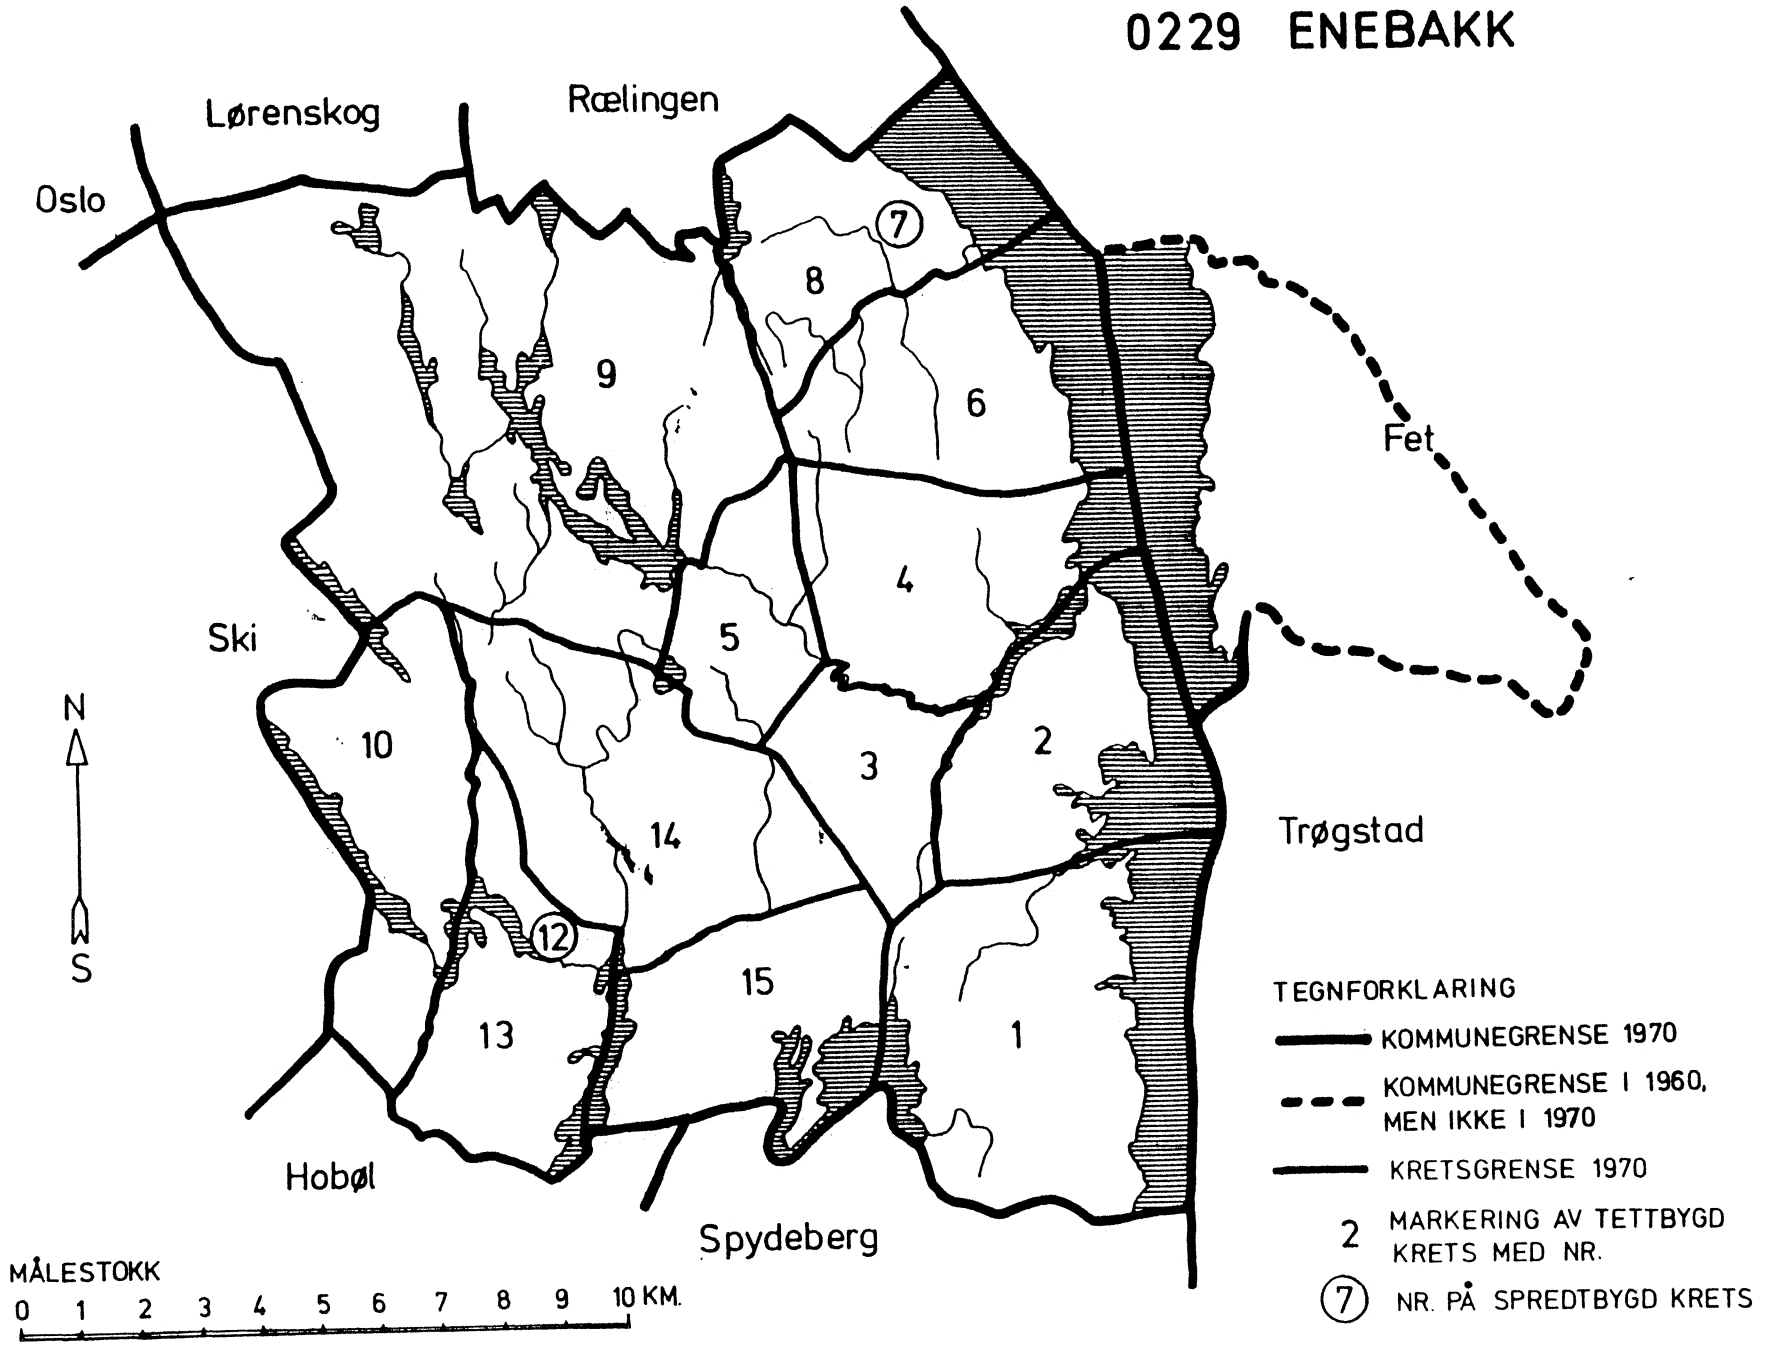 0229 ENEBAKK
Lørenskog
Rælingen
Oslo
7
8
9
6
Fet
4
5
Ski
N
10
2
3
14
Trøgstad
12
S
15
13
1
TEGNFORKLARING
KOMMUNEGRENSE 1970
KOMMUNEGRENSE I 1960,
MEN IKKE I 1970
KRETSGRENSE 1970
2 MARKERING AV TETTBYGD
KRETS MED NR.
7 NR. PÅ SPREDTBYGD KRETS
Hobøl
Spydeberg
MÅLESTOKK
0 1 2 3 4 5 6 7 8 9 10 KM.